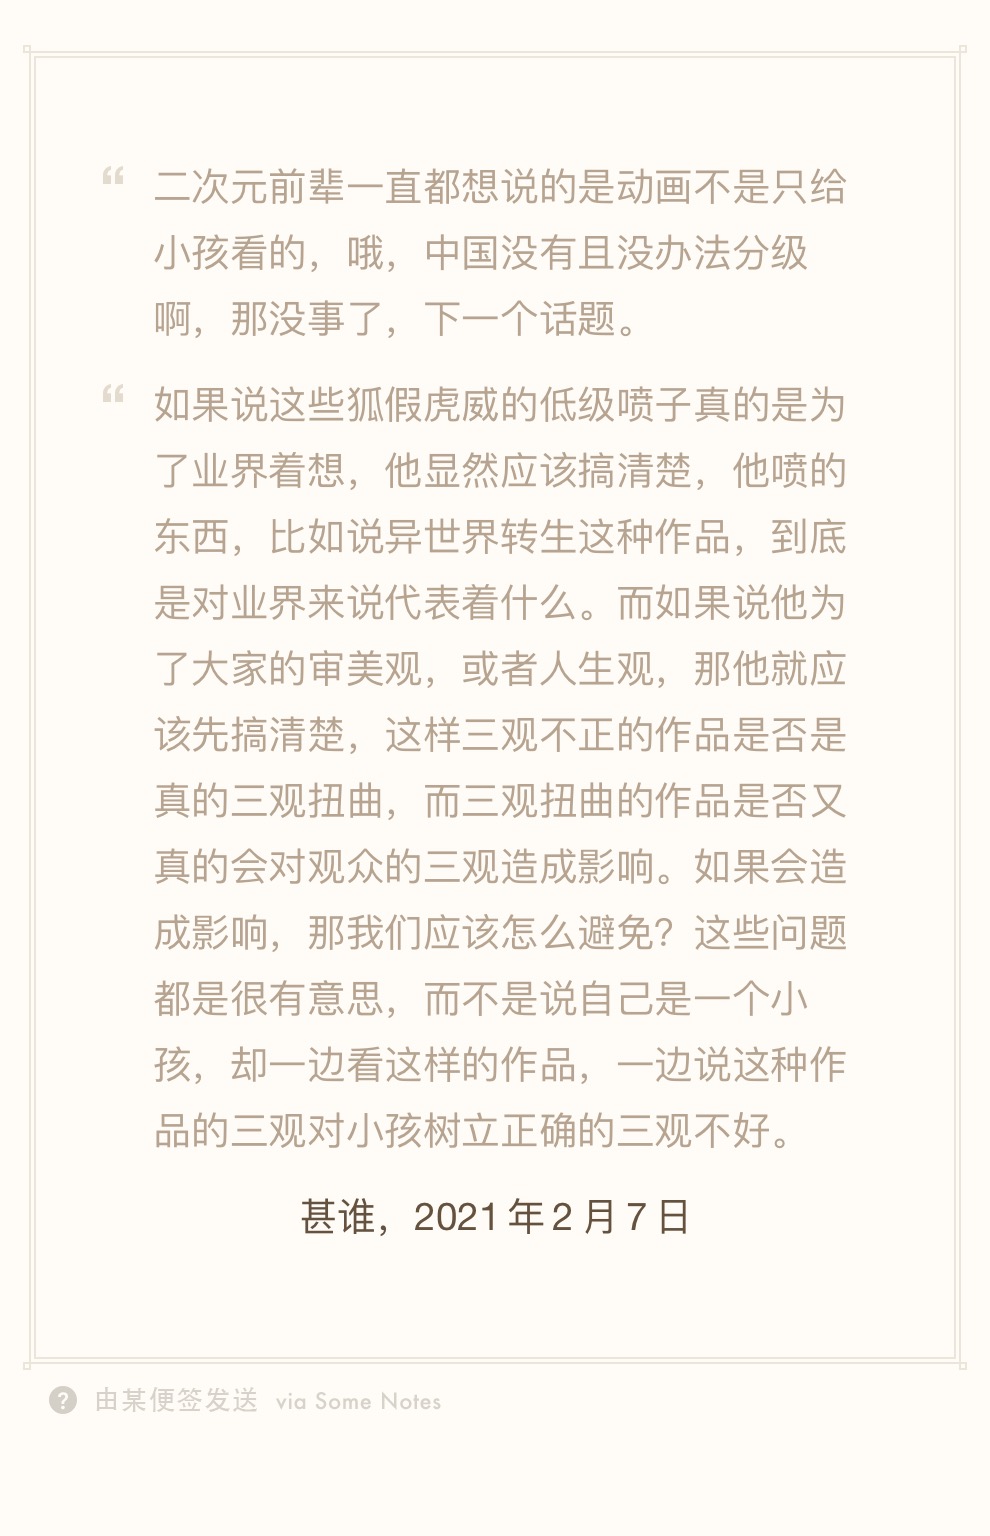 “ 二次元前辈一直都想说的是动画不是只给
小孩看的，哦，中国没有且没办法分级
啊，那没事了，下一个话题。
“ 如果说这些狐假虎威的低级喷子真的是为
了业界着想，他显然应该搞清楚，他喷的
东西，比如说异世界转生这种作品，到底
是对业界来说代表着什么。而如果说他为
了大家的审美观，或者人生观，那他就应
该先搞清楚，这样三观不正的作品是否是
真的三观扭曲，而三观扭曲的作品是否又
真的会对观众的三观造成影响。如果会造
成影响，那我们应该怎么避免？这些问题
都是很有意思，而不是说自己是一个小
孩，却一边看这样的作品，一边说这种作
品的三观对小孩树立正确的三观不好。
甚谁，2021 年 2 月 7 日
? 由某便签发送 via Some Notes